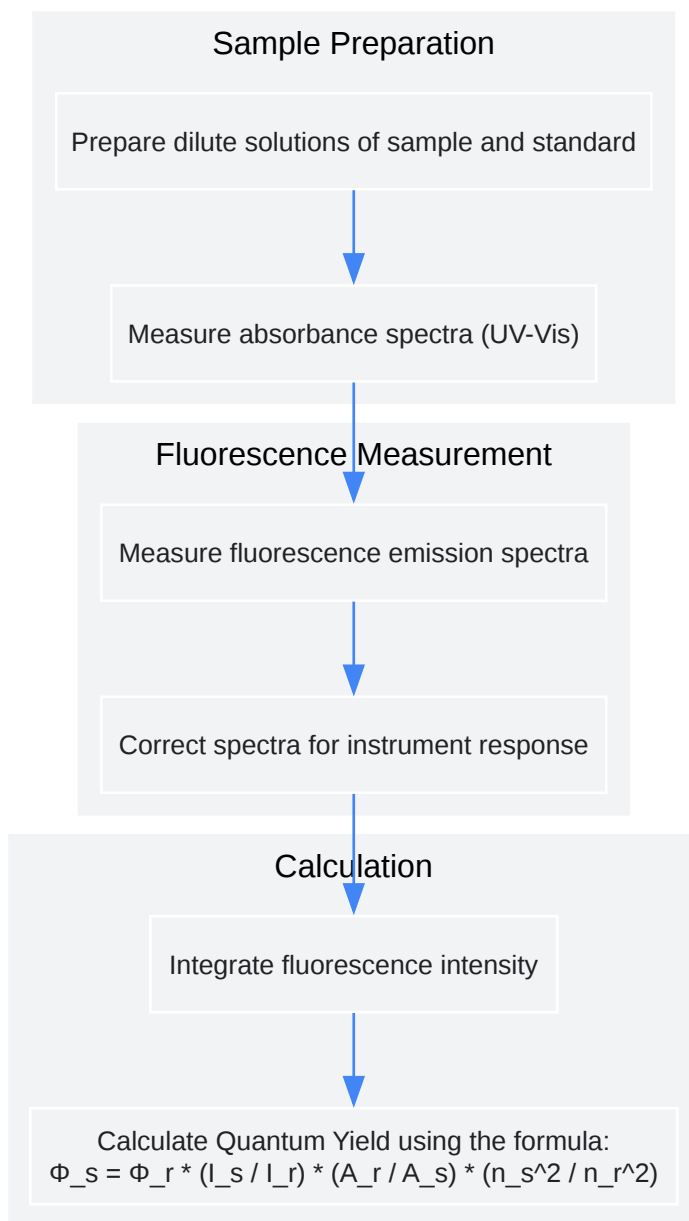 Sample Preparation
Prepare dilute solutions of sample and standard
Measure absorbance spectra (UV-Vis)
Fluorescence Measurement
Measure fluorescence emission spectra
Correct spectra for instrument response
Calculation
Integrate fluorescence intensity
Calculate Quantum Yield using the formula:
Φ_s = Φ_r * (I_s / I_r) * (A_r / A_s) * (n_s^2 / n_r^2)